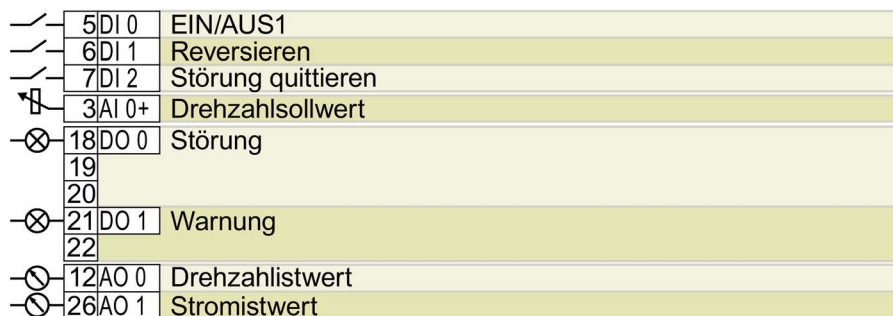 5 DI 0 EIN/AUS1
6 DI 1 Reversieren
7 DI 2 Störung quittieren
3 AI 0+ Drehzahlsollwert
18 DO 0 Störung
19
20
21 DO 1 Warnung
22
12 AO 0 Drehzahlistwert
26 AO 1 Stromistwert